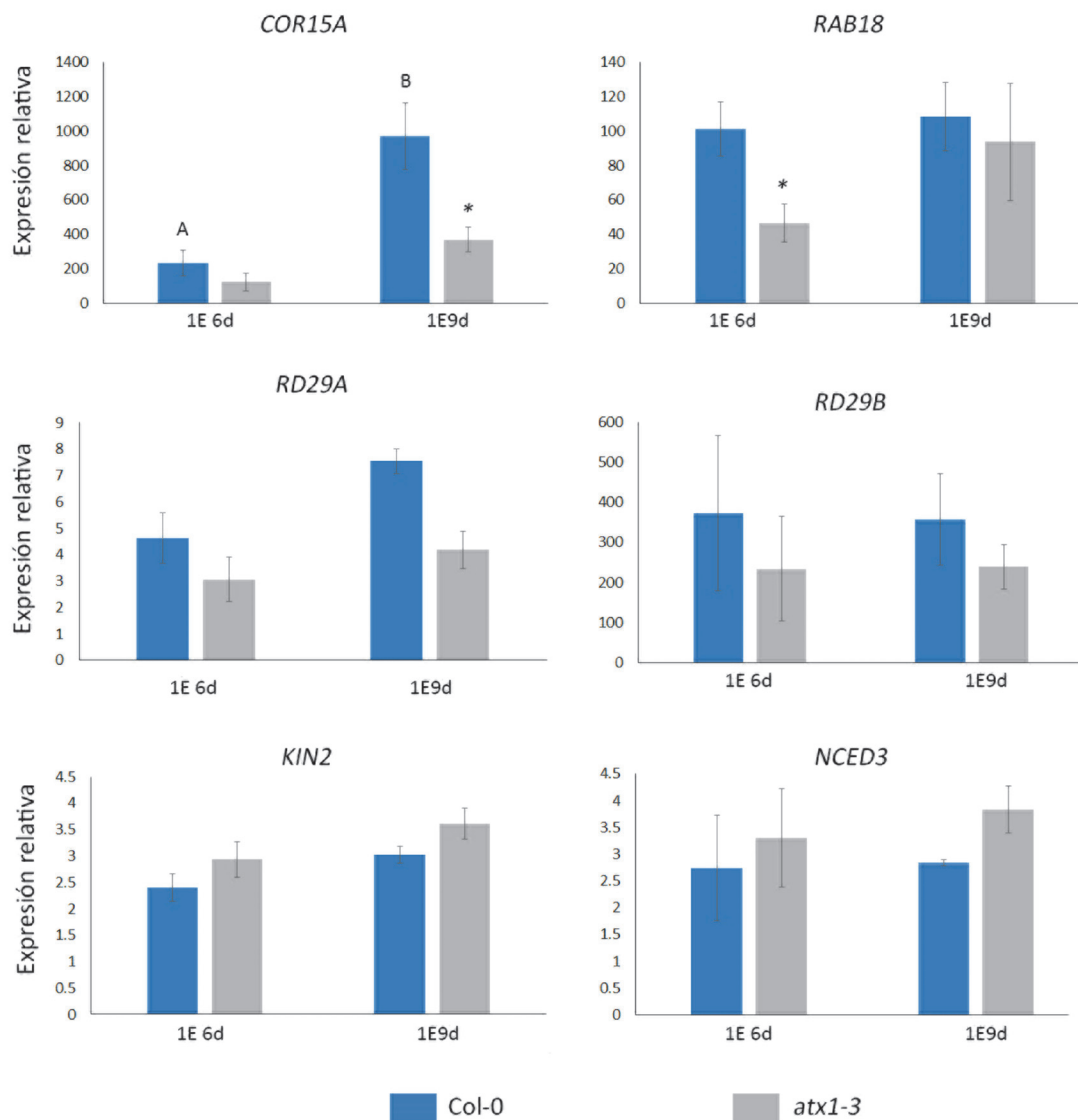 COR15A
Expresión relativa
1400
1200
1000
800
600
400
200
0
A
B
*
1E 6d
1E9d
RAB18
140
120
100
80
60
40
20
0
*
1E 6d
1E9d
RD29A
Expresión relativa
9
8
7
6
5
4
3
2
1
0
1E 6d
1E9d
RD29B
600
500
400
300
200
100
0
1E 6d
1E9d
KIN2
Expresión relativa
4.5
4
3.5
3
2.5
2
1.5
1
0.5
0
1E 6d
1E9d
NCED3
4.5
4
3.5
3
2.5
2
1.5
1
0.5
0
1E 6d
1E9d
Col-0
atx1-3